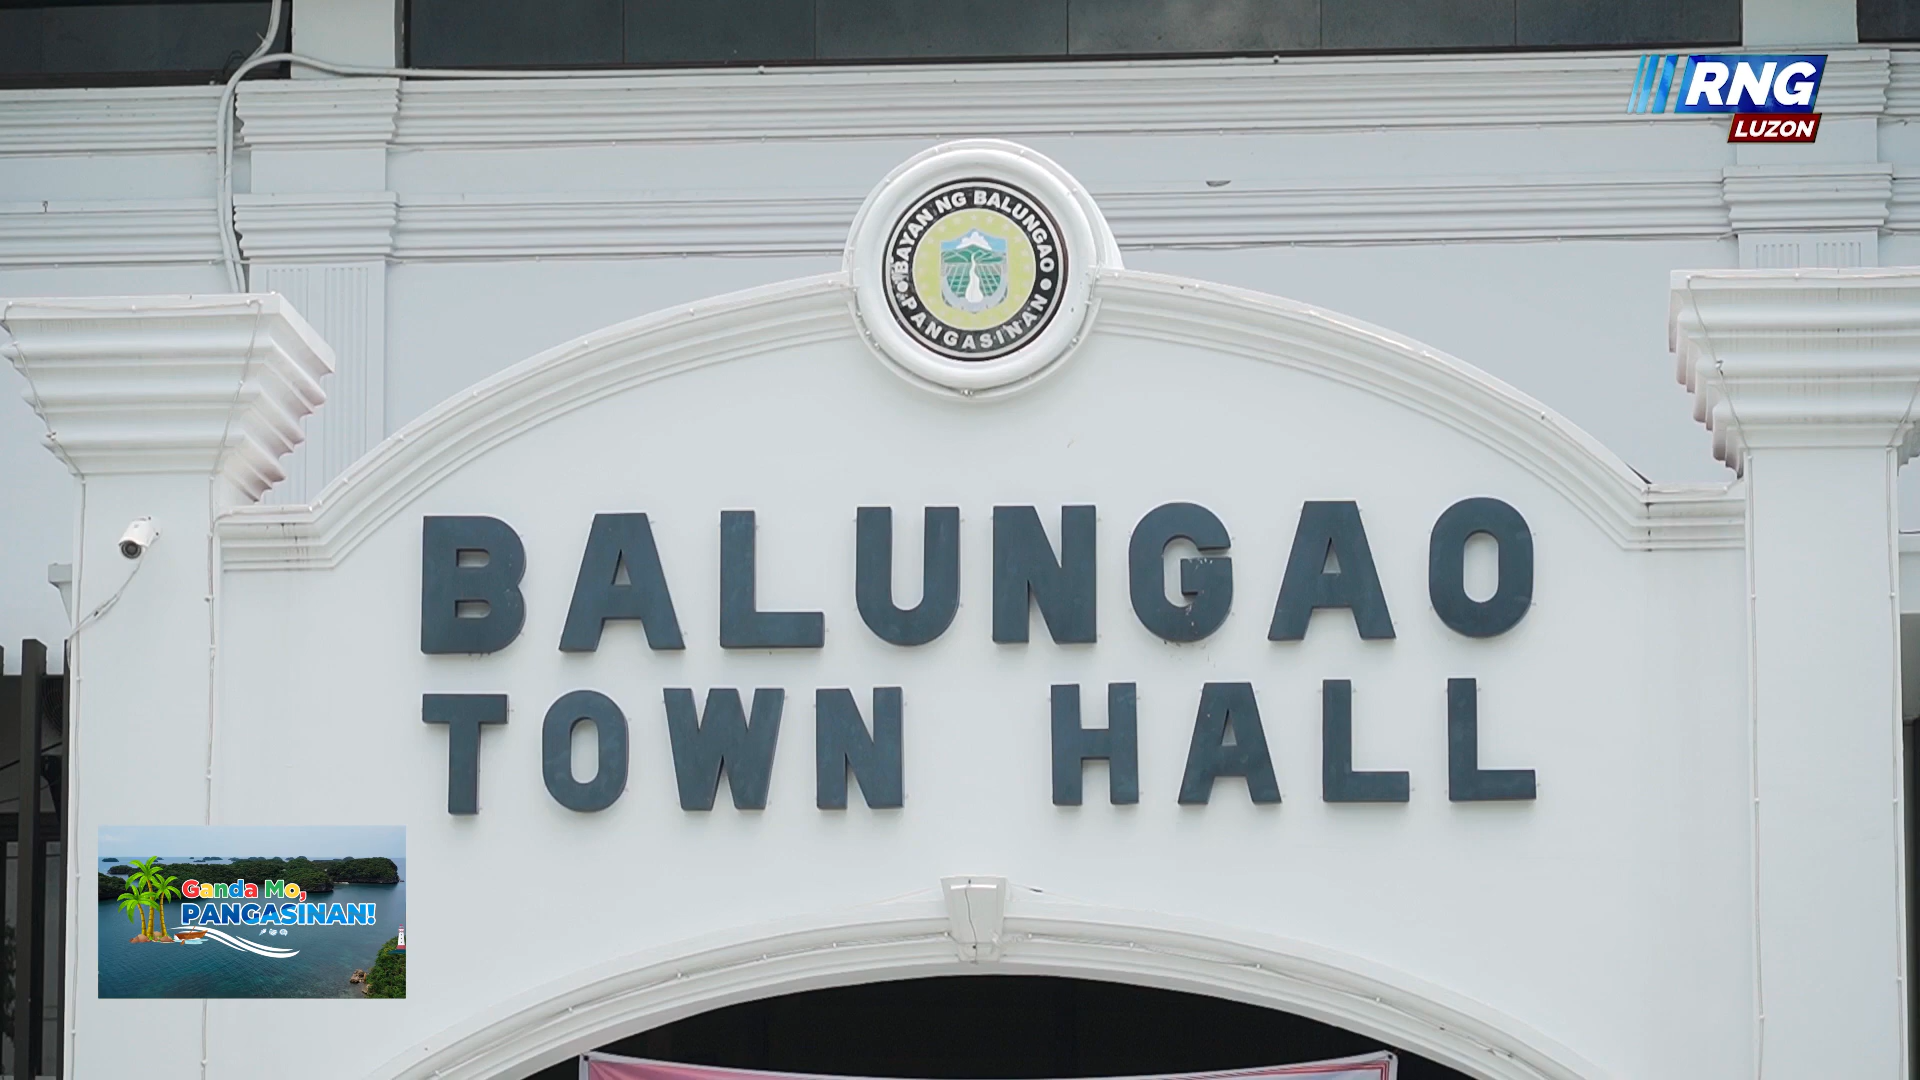 RNG
LUZON
BAYAN NG BALUNGAO
PANGASINAN
BALUNGAO
TOWN HALL
Ganda Mo,
PANGASINAN!